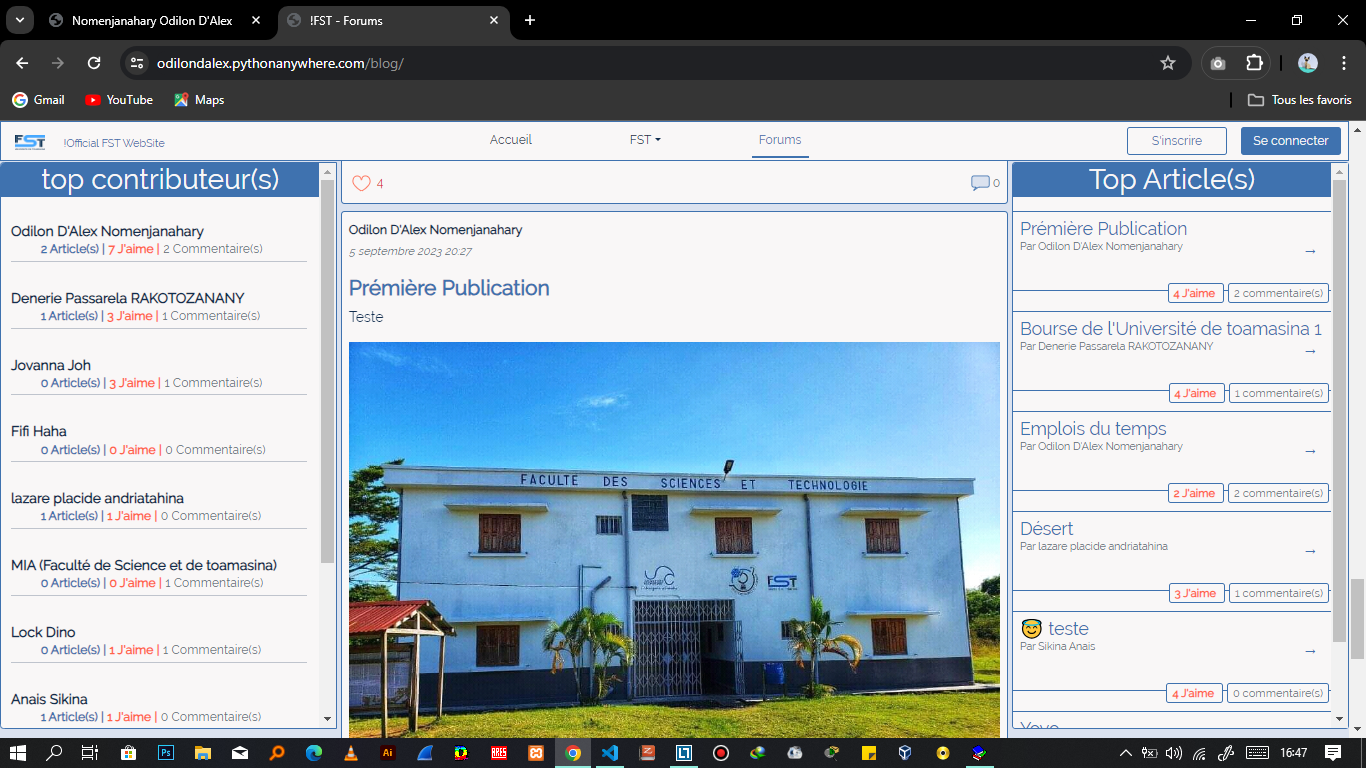 Nomenjanahary Odilon D'Alex
!FST - Forums
odilondalex.pythonanywhere.com/blog/
Gmail
YouTube
Maps
Tous les favoris
FST
!Official FST WebSite
Accueil
FST
Forums
S'inscrire
Se connecter
top contributeur(s)
Odilon D'Alex Nomenjanahary
2 Article(s) | 7 J'aime | 2 Commentaire(s)
Denerie Passarela RAKOTOZANANY
1 Article(s) | 3 J'aime | 1 Commentaire(s)
Jovanna Joh
0 Article(s) | 3 J'aime | 1 Commentaire(s)
Fifi Haha
0 Article(s) | 0 J'aime | 0 Commentaire(s)
lazare placide andriatahina
1 Article(s) | 1 J'aime | 0 Commentaire(s)
MIA (Faculté de Science et de toamasina)
0 Article(s) | 0 J'aime | 1 Commentaire(s)
Lock Dino
0 Article(s) | 1 J'aime | 1 Commentaire(s)
Anais Sikina
1 Article(s) | 1 J'aime | 0 Commentaire(s)
4
0
Odilon D'Alex Nomenjanahary
5 septembre 2023 20:27
Prémière Publication
Teste
FACULTÉ DES SCIENCES ET TECHNOLOGIE
FST
Top Article(s)
Prémière Publication
Par Odilon D'Alex Nomenjanahary
→
4 J'aime
2 commentaire(s)
Bourse de l'Université de toamasina 1
Par Denerie Passarela RAKOTOZANANY
→
4 J'aime
1 commentaire(s)
Emplois du temps
Par Odilon D'Alex Nomenjanahary
→
2 J'aime
2 commentaire(s)
Désert
Par lazare placide andriatahina
→
3 J'aime
1 commentaire(s)
😇 teste
Par Sikina Anais
→
4 J'aime
0 commentaire(s)
Ps
Ai
RRES
16:47